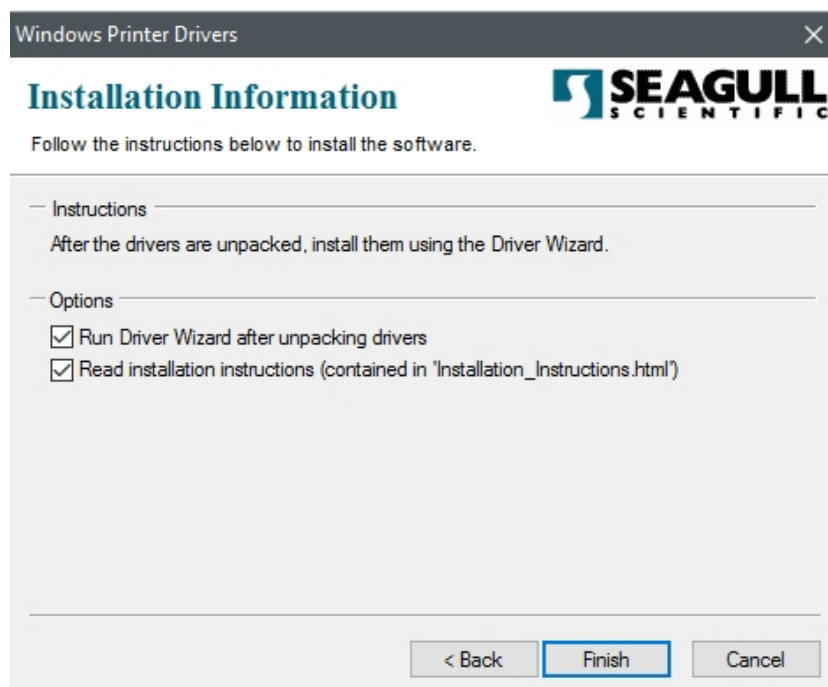 Windows Printer Drivers
Installation Information
SEAGULL
SCIENTIFIC
Follow the instructions below to install the software.
Instructions
After the drivers are unpacked, install them using the Driver Wizard.
Options
Run Driver Wizard after unpacking drivers
Read installation instructions (contained in 'Installation_Instructions.html')
< Back
Finish
Cancel